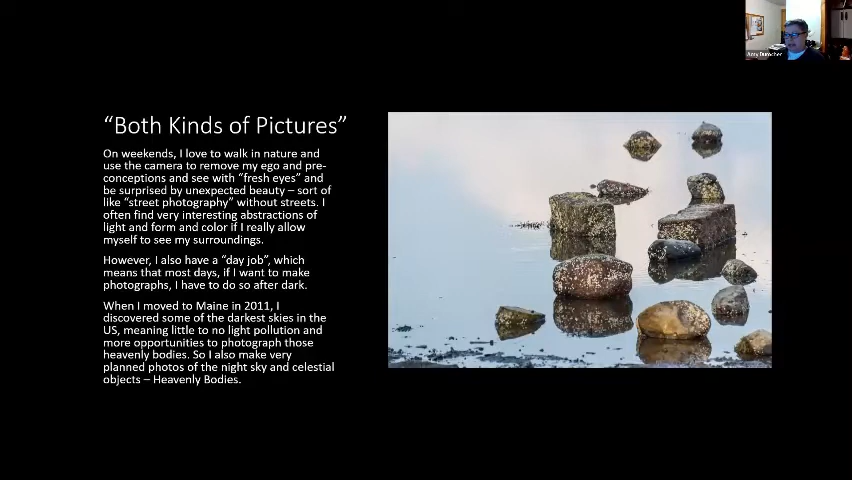 Amy Durocher
“Both Kinds of Pictures”
On weekends, I love to walk in nature and
use the camera to remove my ego and pre-
conceptions and see with “fresh eyes” and
be surprised by unexpected beauty – sort of
like “street photography” without streets. I
often find very interesting abstractions of
light and form and color if I really allow
myself to see my surroundings.
However, I also have a “day job”, which
means that most days, if I want to make
photographs, I have to do so after dark.
When I moved to Maine in 2011, I
discovered some of the darkest skies in the
US, meaning little to no light pollution and
more opportunities to photograph those
heavenly bodies. So I also make very
planned photos of the night sky and celestial
objects – Heavenly Bodies.